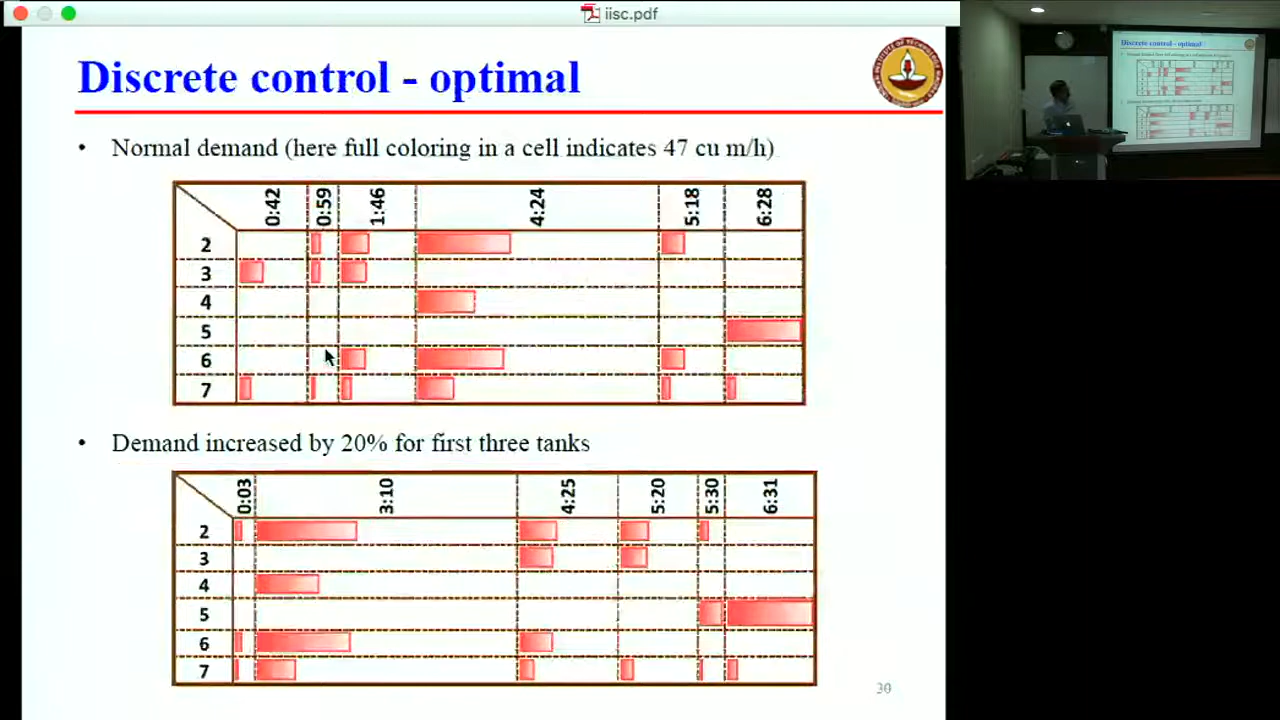 iisc.pdf
Discrete control - optimal
• Normal demand (here full coloring in a cell indicates 47 cu m/h)
0:42 0:59 1:46 4:24 5:18 6:28
2
3
4
5
6
7
• Demand increased by 20% for first three tanks
0:03 3:10 4:25 5:20 5:30 6:31
2
3
4
5
6
7
30
Discrete control - optimal